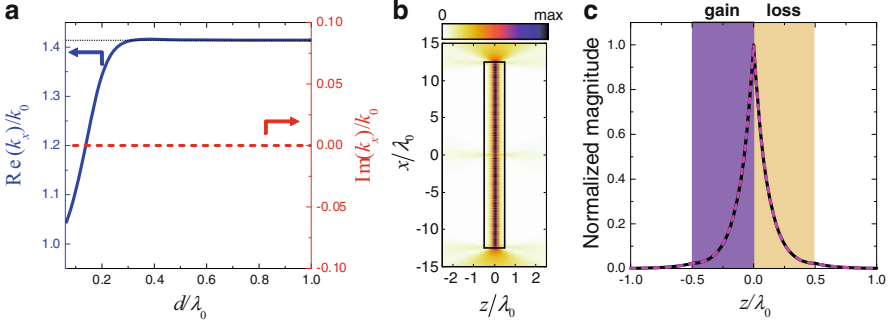 a
Re(kₓ)/k₀
1.4
1.3
1.2
1.1
1.0
0.2
0.4
0.6
0.8
1.0
d/λ₀
0.10
0.05
0.00
-0.05
-0.10
Im(kₓ)/k₀
b
0 max
x/λ₀
15
10
5
0
-5
-10
-15
-2 -1 0 1 2
z/λ₀
c
gain loss
Normalized magnitude
1.0
0.8
0.6
0.4
0.2
0.0
-1.0 -0.5 0.0 0.5 1.0
z/λ₀